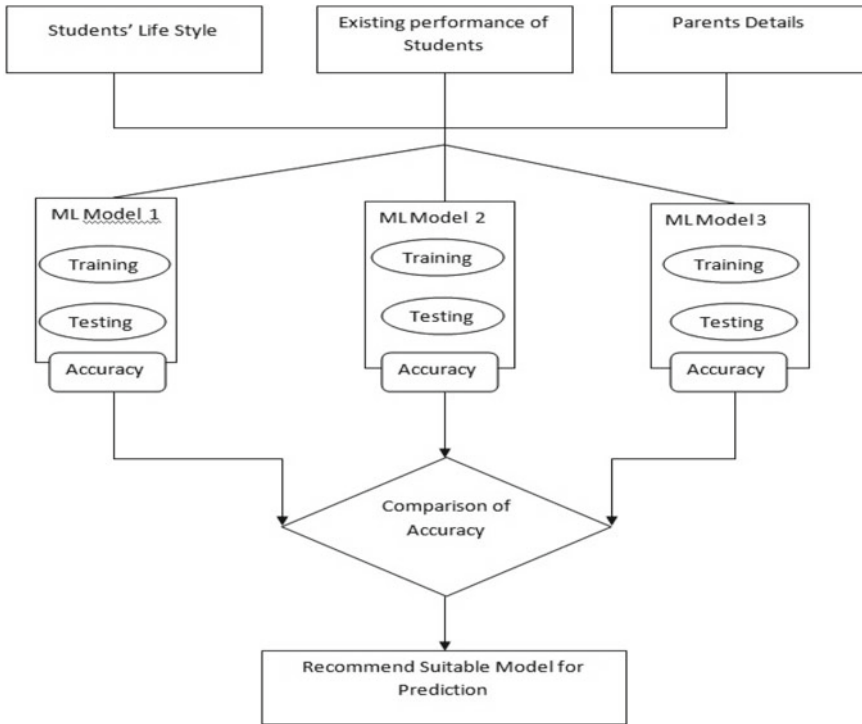 Students' Life Style
Existing performance of
Students
Parents Details
ML Model 1
Training
Testing
Accuracy
ML Model 2
Training
Testing
Accuracy
ML Model 3
Training
Testing
Accuracy
Comparison of
Accuracy
Recommend Suitable Model for
Prediction